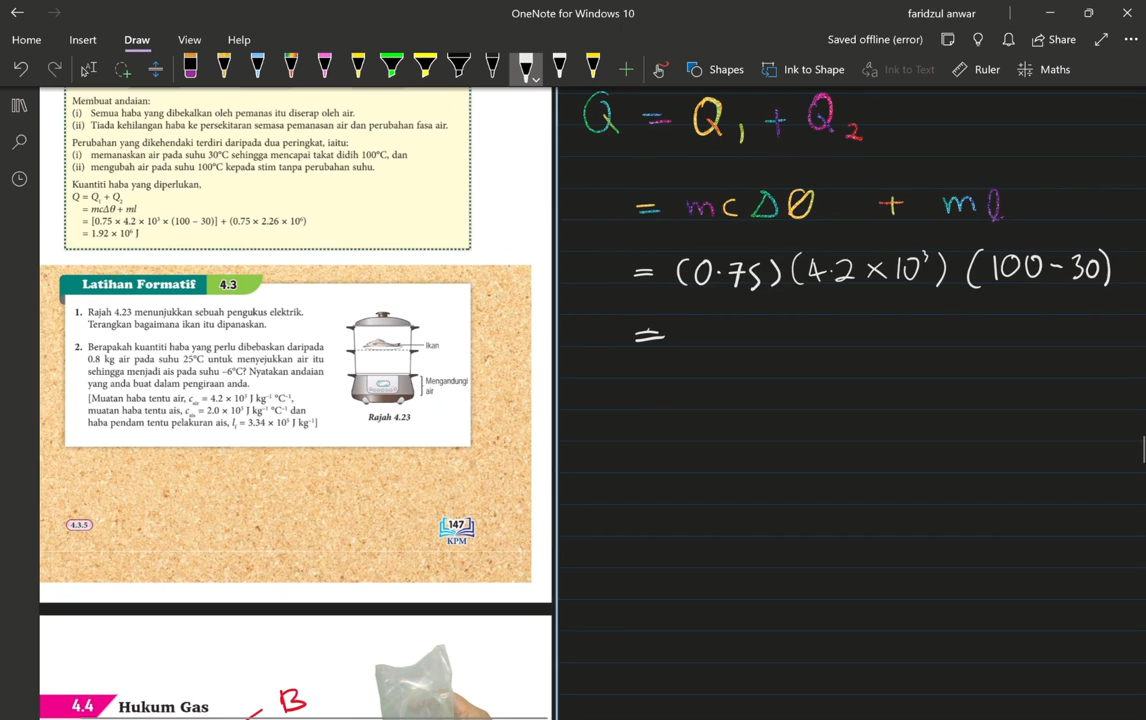 OneNote for Windows 10
faridzul anwar
Home Insert Draw View Help
Saved offline (error)
Share
Shapes
Ink to Shape
Ink to Text
Ruler
Maths
Membuat andaian:
(i) Semua haba yang dibekalkan oleh pemanas itu diserap oleh air.
(ii) Tiada kehilangan haba ke persekitaran semasa pemanasan air dan perubahan fasa air.
Perubahan yang dikehendaki terdiri daripada dua peringkat, iaitu:
(i) memanaskan air pada suhu 30°C sehingga mencapai takat didih 100°C, dan
(ii) mengubah air pada suhu 100°C kepada stim tanpa perubahan suhu.
Kuantiti haba yang diperlukan,
Q = Q₁ + Q₂
= mcΔθ + ml
= [0.75 × 4.2 × 10³ × (100 – 30)] + (0.75 × 2.26 × 10⁶)
= 1.92 × 10⁶ J
Latihan Formatif 4.3
1. Rajah 4.23 menunjukkan sebuah pengukus elektrik.
Terangkan bagaimana ikan itu dipanaskan.
2. Berapakah kuantiti haba yang perlu dibebaskan daripada
0.8 kg air pada suhu 25°C untuk menyejukkan air itu
sehingga menjadi ais pada suhu –6°C? Nyatakan andaian
yang anda buat dalam pengiraan anda.
[Muatan haba tentu air, c_air = 4.2 × 10³ J kg⁻¹ °C⁻¹,
muatan haba tentu ais, c_ais = 2.0 × 10³ J kg⁻¹ °C⁻¹ dan
haba pendam tentu pelakuran ais, l_f = 3.34 × 10⁵ J kg⁻¹]
Ikan
Mengandungi
air
Rajah 4.23
4.3.5
147
KPM
4.4 Hukum Gas
B
Q = Q₁ + Q₂
= mcΔθ + ml
= (0.75)(4.2 × 10³)(100 - 30)
=